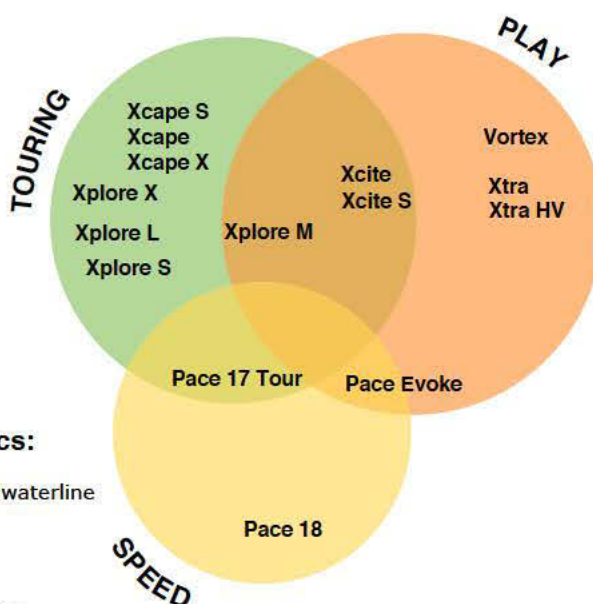 PLAY
TOURING
Xcape S
Xcape
Xcape X
Xplore X
Xplore L
Xplore S
Xplore M
Xcite
Xcite S
Vortex
Xtra
Xtra HV
Pace 17 Tour
Pace Evoke
cs:
waterline
Pace 18
SPEED